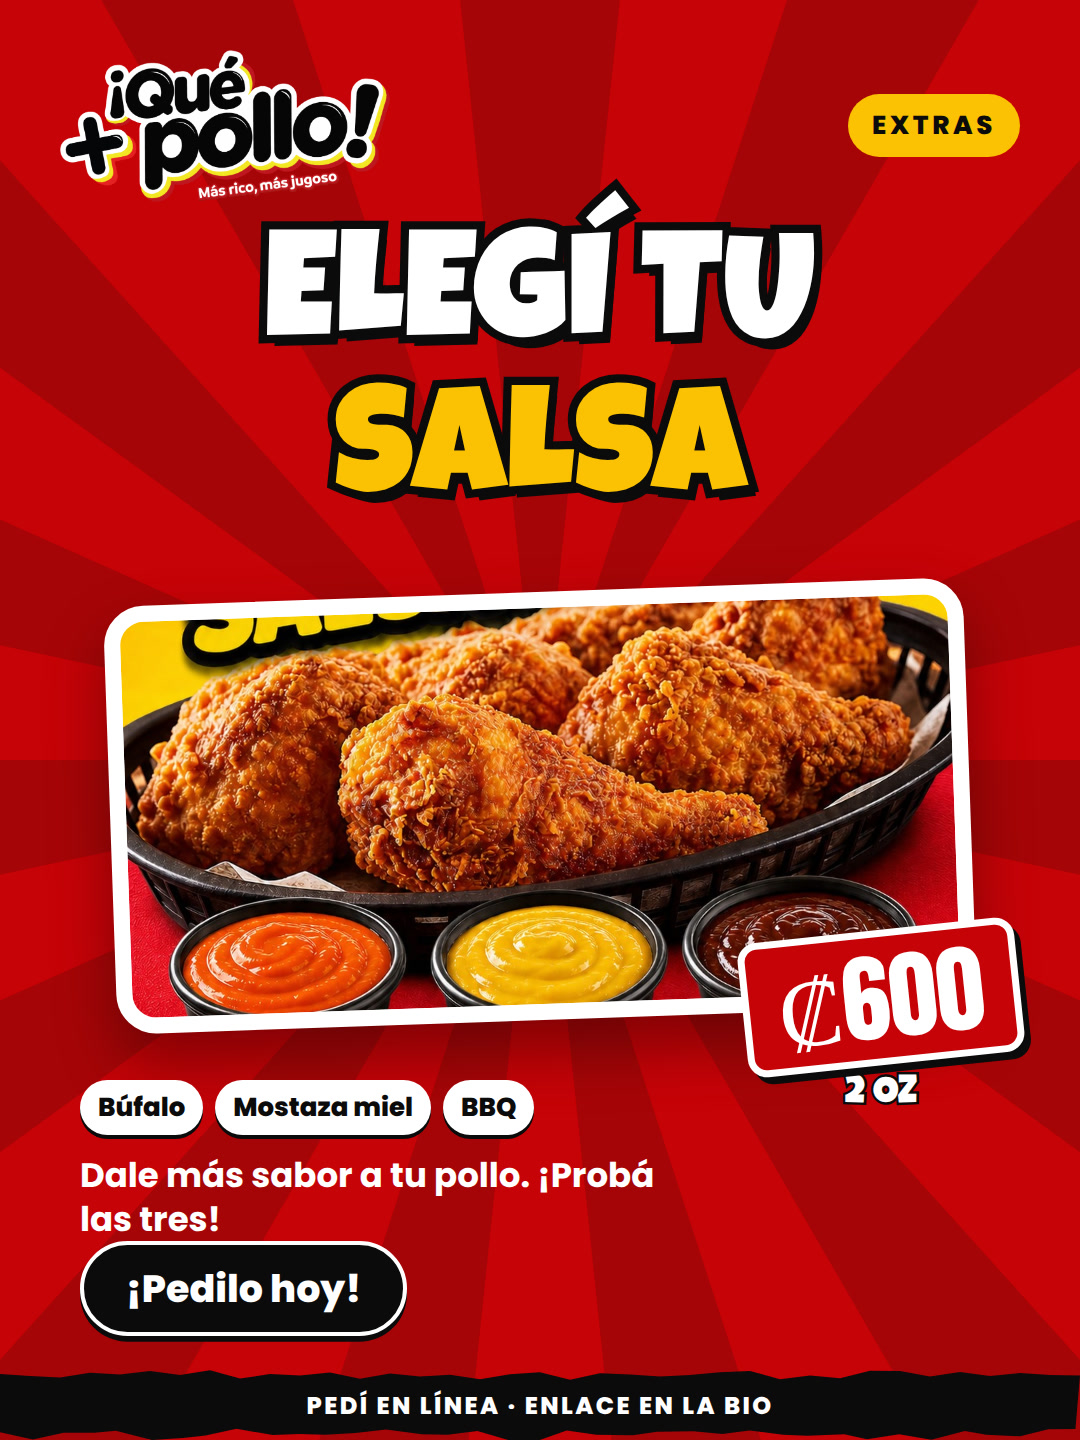 ¡Qué
+ pollo!
Más rico, más jugoso
EXTRAS
ELEGÍ TU
SALSA
SALS
₡600
2 OZ
Búfalo
Mostaza miel
BBQ
Dale más sabor a tu pollo. ¡Probá
las tres!
¡Pedilo hoy!
PEDÍ EN LÍNEA · ENLACE EN LA BIO